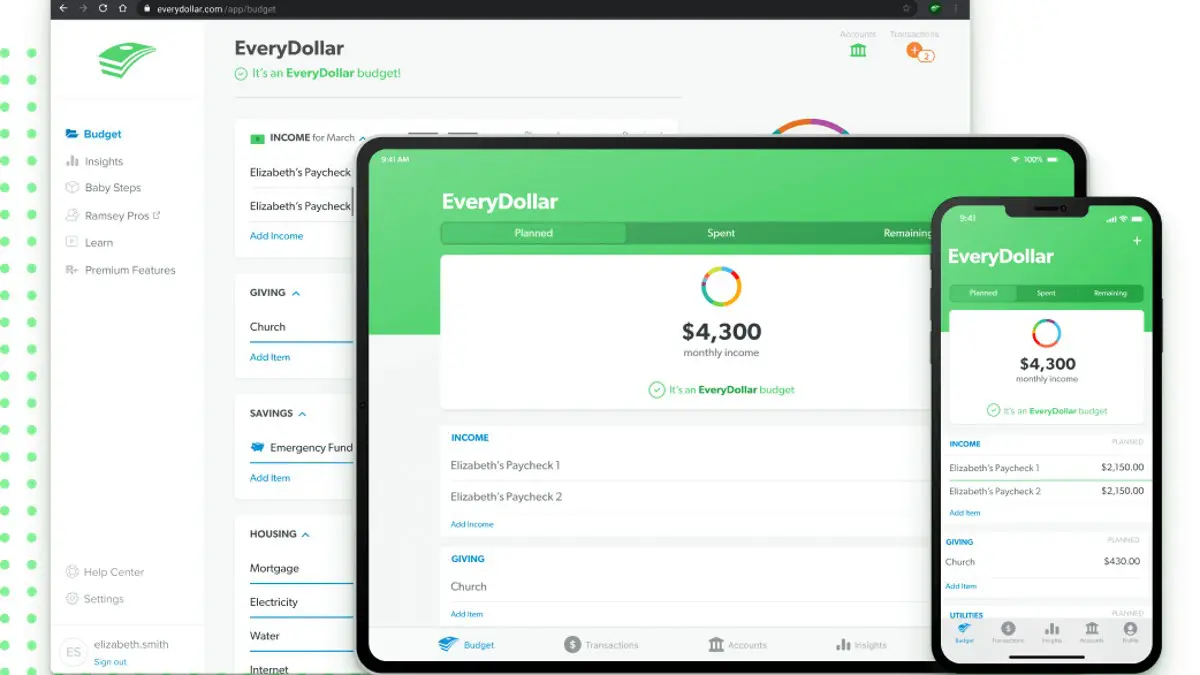 everydollar.com/app/budget
EveryDollar
It's an EveryDollar budget!
Accounts
Transactions
2
Budget
Insights
Baby Steps
Ramsey Pros
Learn
Premium Features
Help Center
Settings
ES
elizabeth.smith
Sign out
INCOME for March
Elizabeth's Paycheck
Elizabeth's Paycheck
Add Income
GIVING
Church
Add Item
SAVINGS
Emergency Fund
Add Item
HOUSING
Mortgage
Electricity
Water
Internet
9:41 AM
100%
EveryDollar
Planned
Spent
Remaining
$4,300
monthly income
It's an EveryDollar budget
INCOME
Elizabeth's Paycheck 1
Elizabeth's Paycheck 2
Add Income
GIVING
Church
Add Item
Budget
Transactions
Accounts
Insights
9:41
EveryDollar
Planned
Spent
Remaining
$4,300
monthly income
It's an EveryDollar budget
INCOME PLANNED
Elizabeth's Paycheck 1 $2,150.00
Elizabeth's Paycheck 2 $2,150.00
Add Item
GIVING PLANNED
Church $430.00
Add Item
UTILITIES PLANNED
Budget
Transactions
Insights
Accounts
Profile